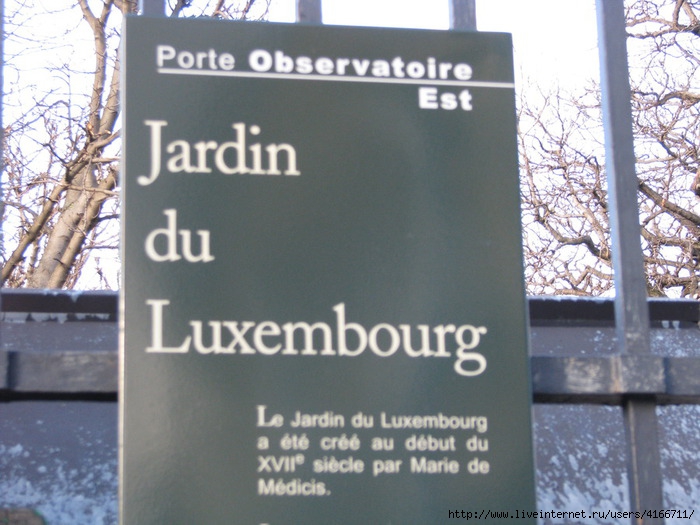 Porte Observatoire
Est
Jardin
du
Luxembourg
Le Jardin du Luxembourg
a été créé au début du
XVIIe siècle par Marie de
Médicis.
http://www.liveinternet.ru/users/4166711/